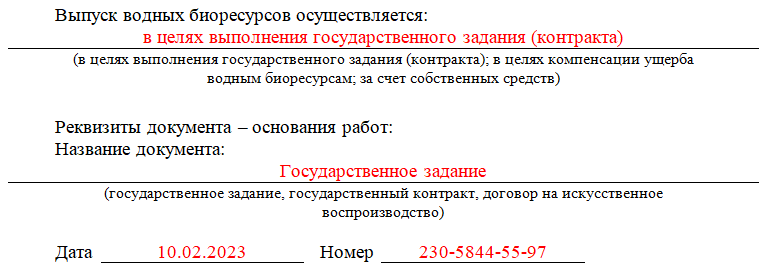 Выпуск водных биоресурсов осуществляется:
в целях выполнения государственного задания (контракта)
(в целях выполнения государственного задания (контракта); в целях компенсации ущерба
водным биоресурсам; за счет собственных средств)
Реквизиты документа – основания работ:
Название документа:
Государственное задание
(государственное задание, государственный контракт, договор на искусственное
воспроизводство)
Дата 10.02.2023 Номер 230-5844-55-97